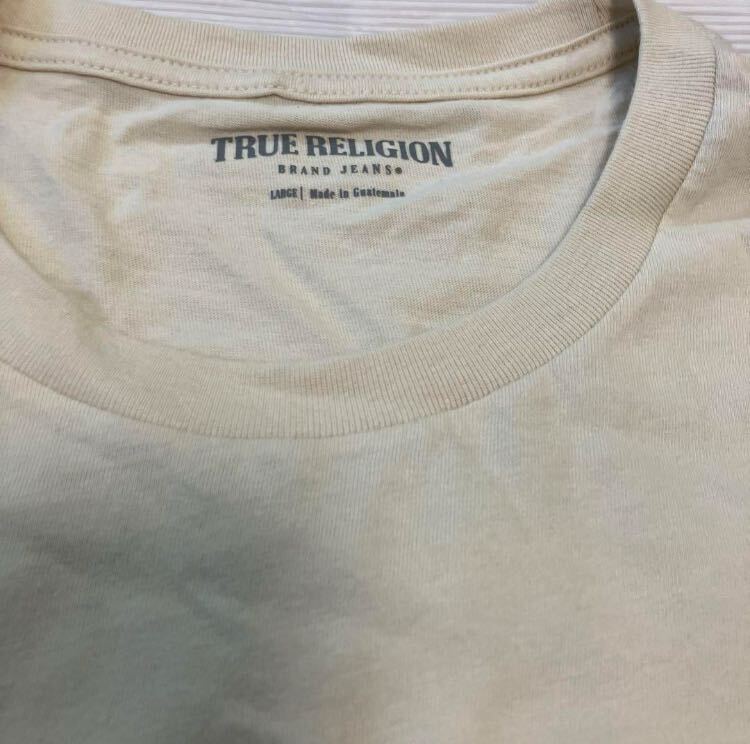 TRUE RELIGION
BRAND JEANS®
LARGE | Made in Guatemala